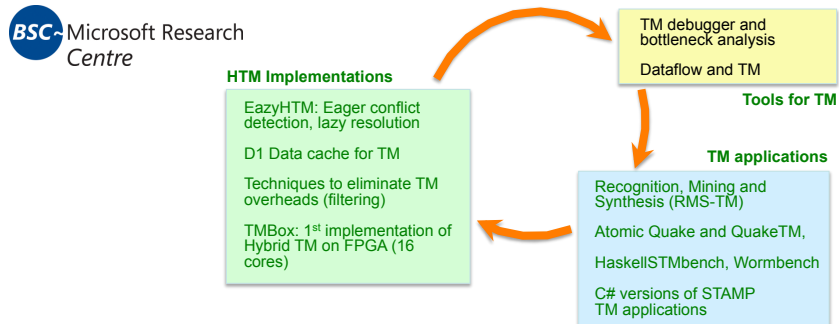 BSC Microsoft Research
Centre
TM debugger and
bottleneck analysis
Dataflow and TM
Tools for TM
HTM Implementations
EazyHTM: Eager conflict
detection, lazy resolution
D1 Data cache for TM
Techniques to eliminate TM
overheads (filtering)
TMBox: 1st implementation of
Hybrid TM on FPGA (16
cores)
TM applications
Recognition, Mining and
Synthesis (RMS-TM)
Atomic Quake and QuakeTM,
HaskellSTMbench, Wormbench
C# versions of STAMP
TM applications